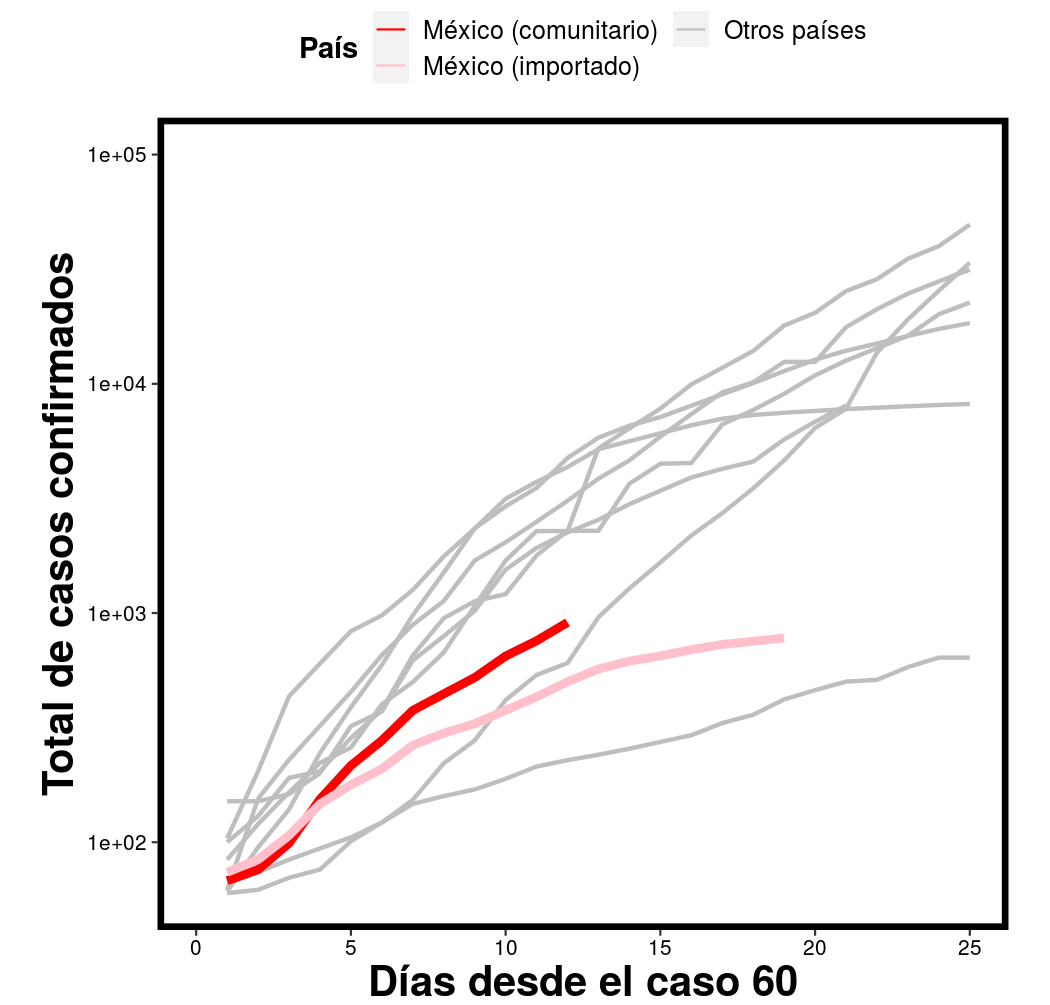 País
México (comunitario)
Otros países
México (importado)
Total de casos confirmados
1e+05
1e+04
1e+03
1e+02
0 5 10 15 20 25
Días desde el caso 60